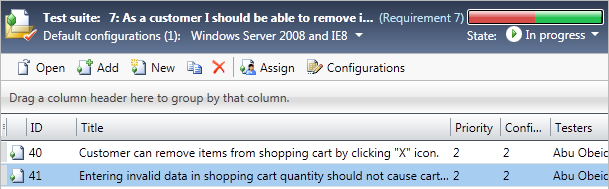 Test suite: 7: As a customer I should be able to remove i... (Requirement 7)
Default configurations (1): Windows Server 2008 and IE8 State: In progress
Open Add New Assign Configurations
Drag a column header here to group by that column.
ID Title Priority Confi... Testers
40 Customer can remove items from shopping cart by clicking "X" icon. 2 2 Abu Obeid
41 Entering invalid data in shopping cart quantity should not cause cart... 2 2 Abu Obeid